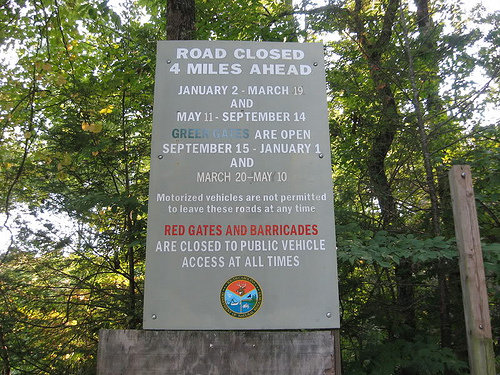 ROAD CLOSED
4 MILES AHEAD
JANUARY 2 - MARCH 19
AND
MAY 11 - SEPTEMBER 14
GREEN GATES ARE OPEN
SEPTEMBER 15 - JANUARY 1
AND
MARCH 20-MAY 10
Motorized vehicles are not permitted
to leave these roads at any time
RED GATES AND BARRICADES
ARE CLOSED TO PUBLIC VEHICLE
ACCESS AT ALL TIMES